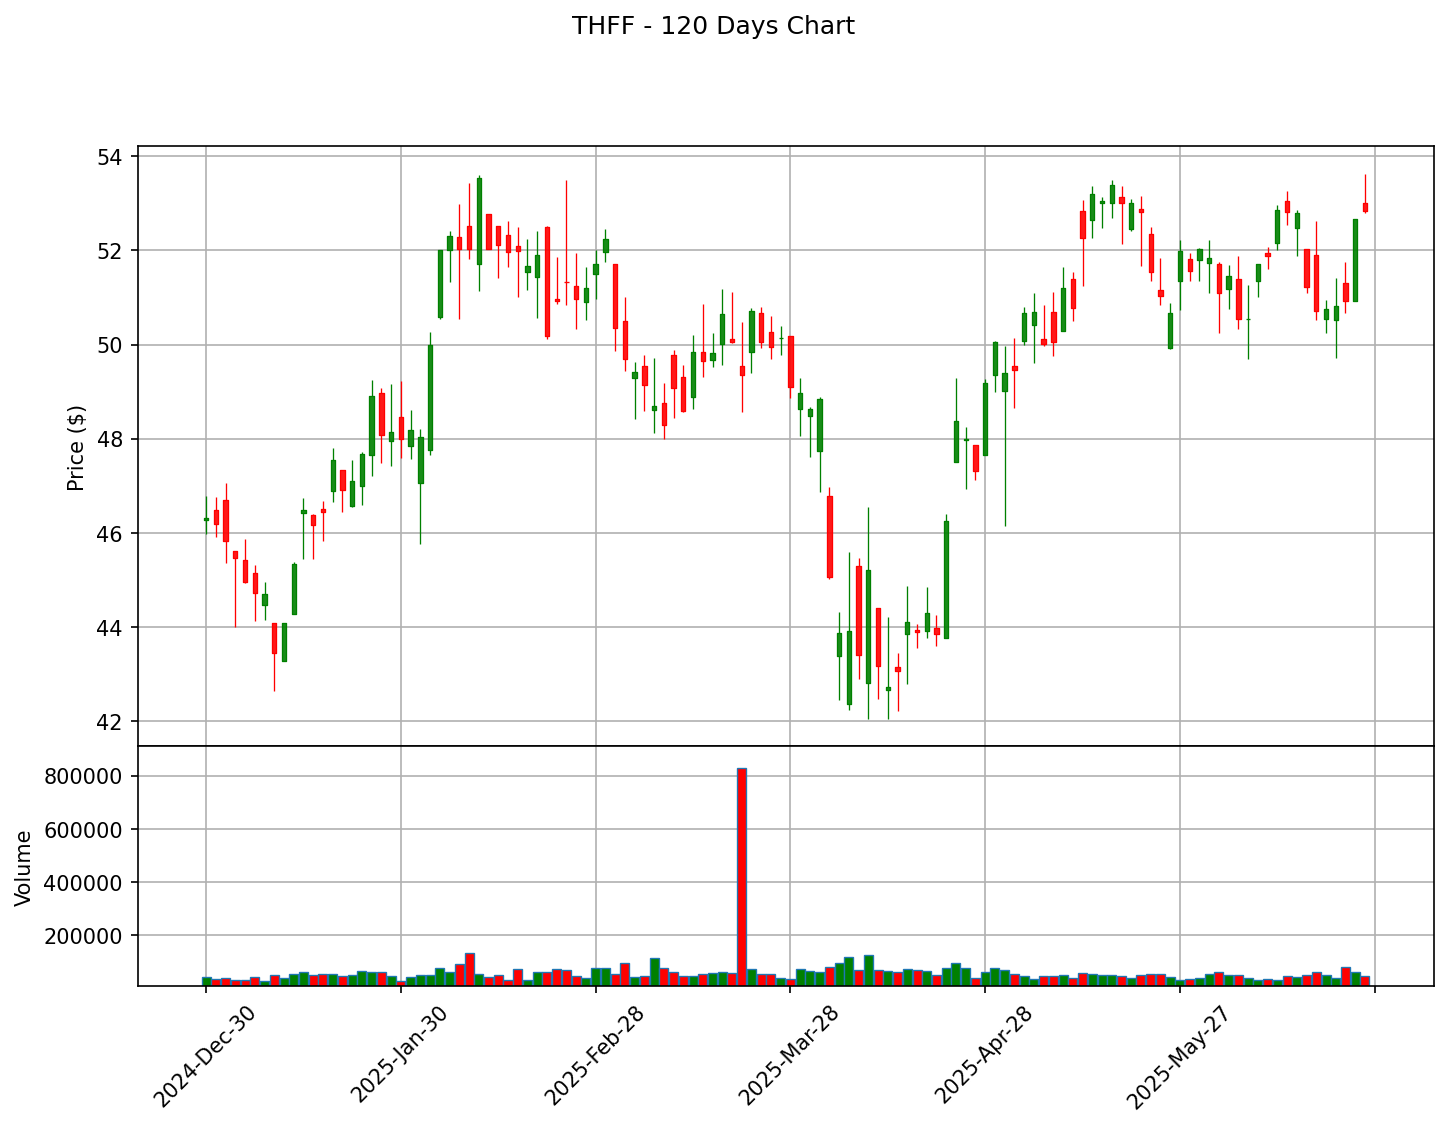 THFF - 120 Days Chart
54
52
50
48
46
44
42
Price ($)
800000
600000
400000
200000
Volume
2024-Dec-30
2025-Jan-30
2025-Feb-28
2025-Mar-28
2025-Apr-28
2025-May-27